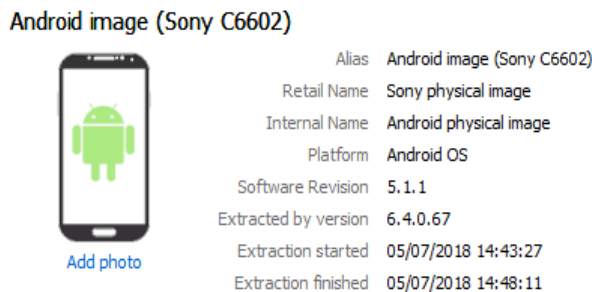 Android image (Sony C6602)
Alias Android image (Sony C6602)
Retail Name Sony physical image
Internal Name Android physical image
Platform Android OS
Software Revision 5.1.1
Extracted by version 6.4.0.67
Extraction started 05/07/2018 14:43:27
Add photo
Extraction finished 05/07/2018 14:48:11